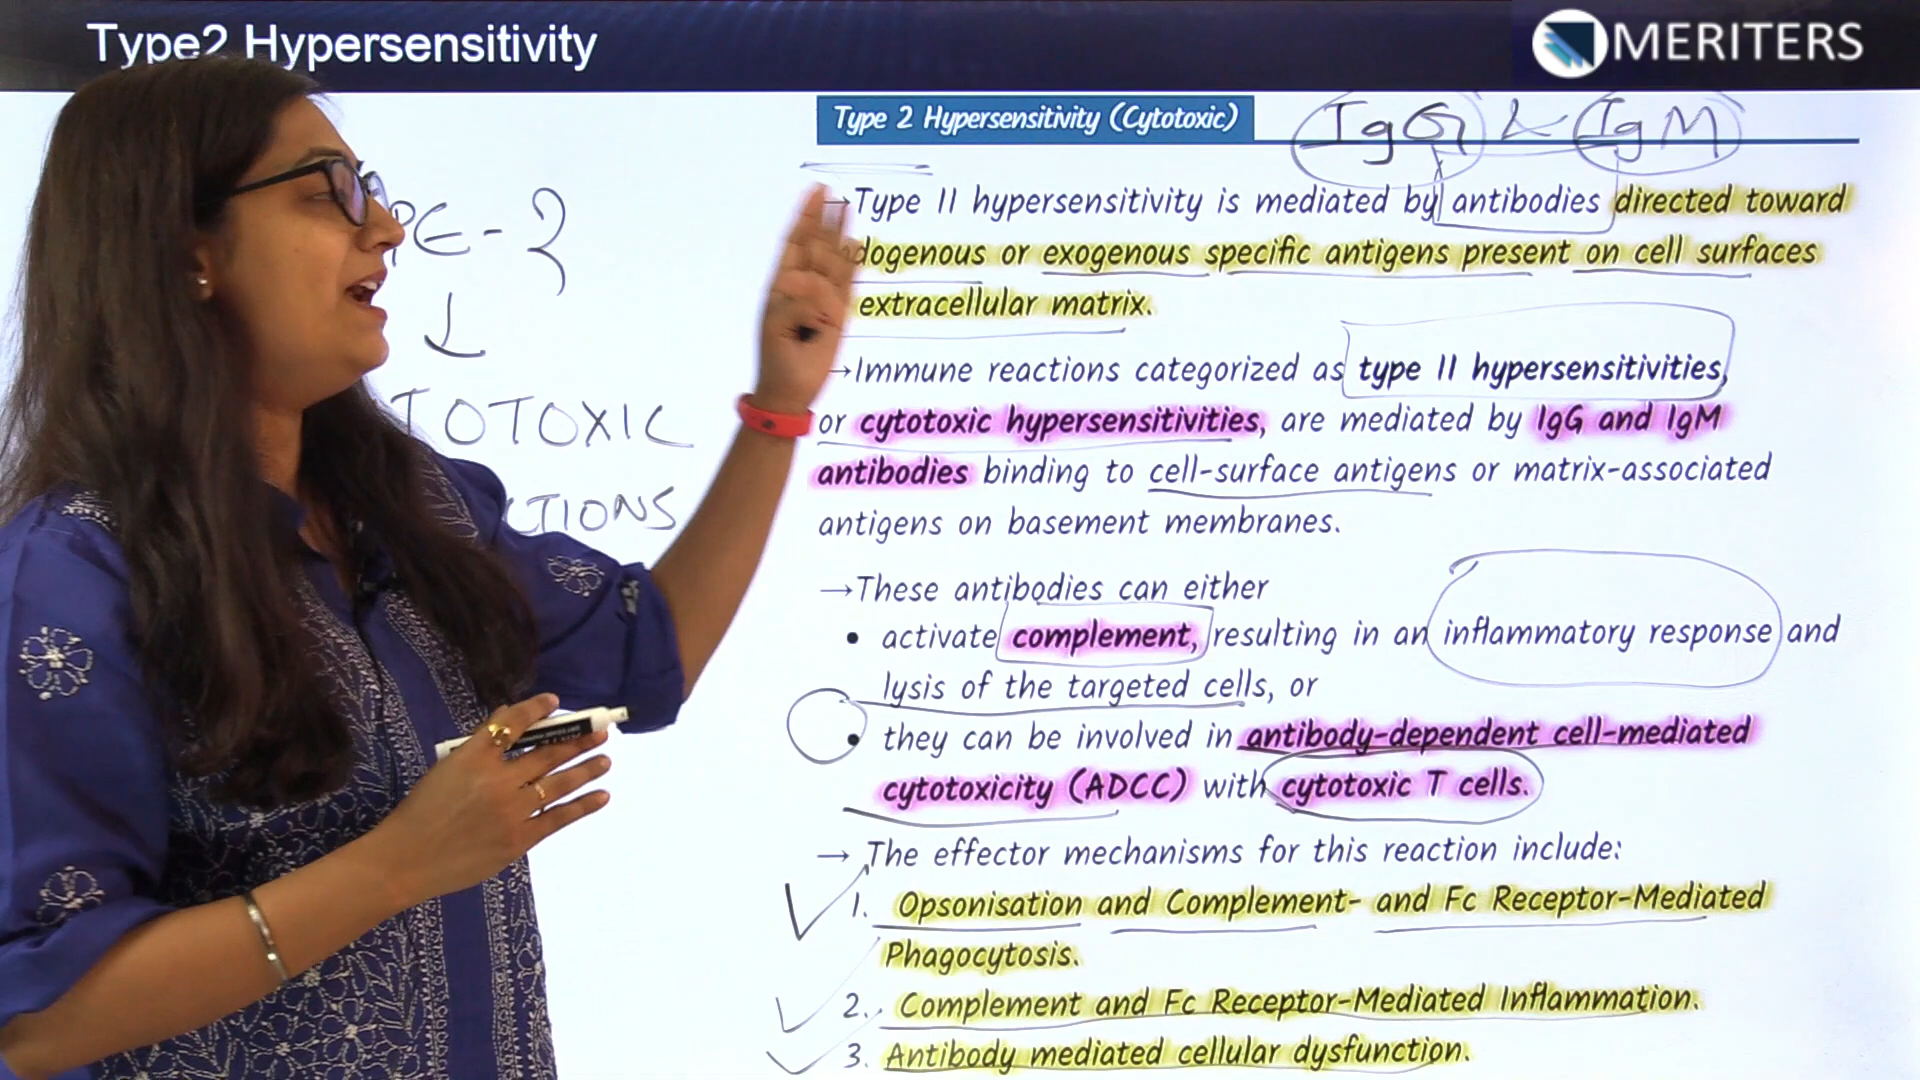 Type2 Hypersensitivity
MERITERS
Type 2 Hypersensitivity (Cytotoxic)
IgG & IgM
PE-2
↓
TOTOXIC
CTIONS
→Type II hypersensitivity is mediated by antibodies directed toward
dogenous or exogenous specific antigens present on cell surfaces
extracellular matrix.
→Immune reactions categorized as type II hypersensitivities,
or cytotoxic hypersensitivities, are mediated by IgG and IgM
antibodies binding to cell-surface antigens or matrix-associated
antigens on basement membranes.
→These antibodies can either
• activate complement, resulting in an inflammatory response and
lysis of the targeted cells, or
• they can be involved in antibody-dependent cell-mediated
cytotoxicity (ADCC) with cytotoxic T cells.
→ The effector mechanisms for this reaction include:
1. Opsonisation and Complement- and Fc Receptor-Mediated
Phagocytosis.
2. Complement and Fc Receptor-Mediated Inflammation.
3. Antibody mediated cellular dysfunction.